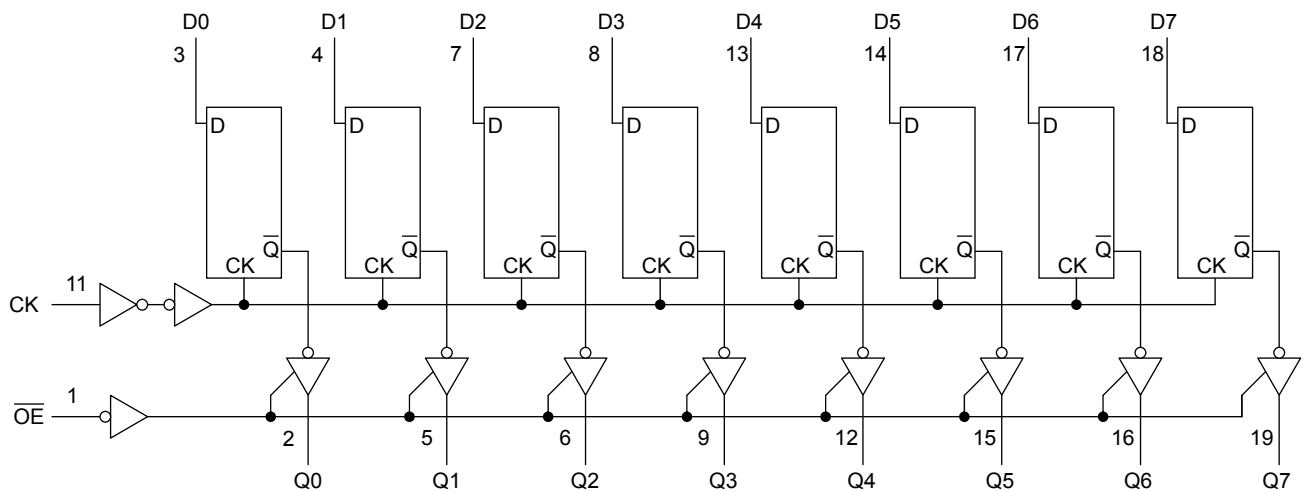 D0 D1 D2 D3 D4 D5 D6 D7
3 4 7 8 13 14 17 18
D D D D D D D D
Q̅ Q̅ Q̅ Q̅ Q̅ Q̅ Q̅ Q̅
CK CK CK CK CK CK CK CK
11
CK
1
O̅E̅
2 5 6 9 12 15 16 19
Q0 Q1 Q2 Q3 Q4 Q5 Q6 Q7